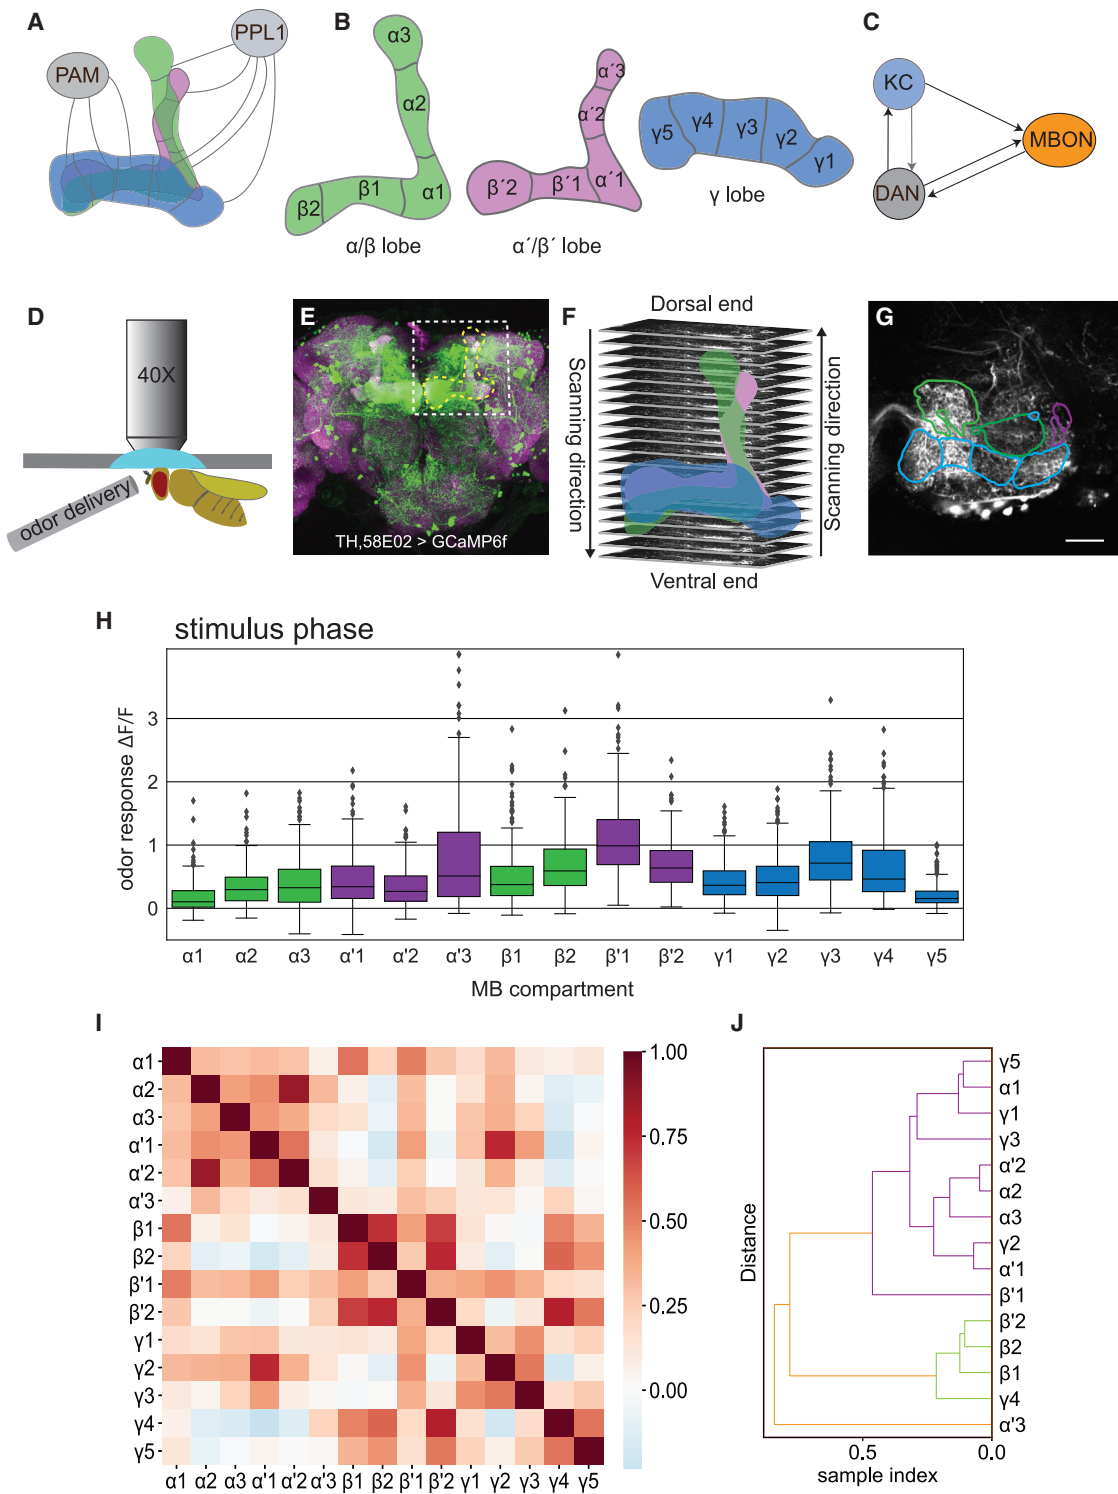 A
PAM
PPL1
B
α3
α2
β1
α1
β2
α/β lobe
α´3
α´2
β´2
β´1
α´1
α´/β´ lobe
γ5
γ4
γ3
γ2
γ1
γ lobe
C
KC
MBON
DAN
D
40X
odor delivery
E
TH,58E02 > GCaMP6f
F
Dorsal end
Scanning direction
Scanning direction
Ventral end
G
H
stimulus phase
odor response ΔF/F
3
2
1
0
α1 α2 α3 α'1 α'2 α'3 β1 β2 β'1 β'2 γ1 γ2 γ3 γ4 γ5
MB compartment
I
α1
α2
α3
α'1
α'2
α'3
β1
β2
β'1
β'2
γ1
γ2
γ3
γ4
γ5
α1 α2 α3 α'1 α'2 α'3 β1 β2 β'1 β'2 γ1 γ2 γ3 γ4 γ5
1.00
0.75
0.50
0.25
0.00
J
Distance
γ5
α1
γ1
γ3
α'2
α2
α3
γ2
α'1
β'1
β'2
β2
β1
γ4
α'3
0.5 0.0
sample index